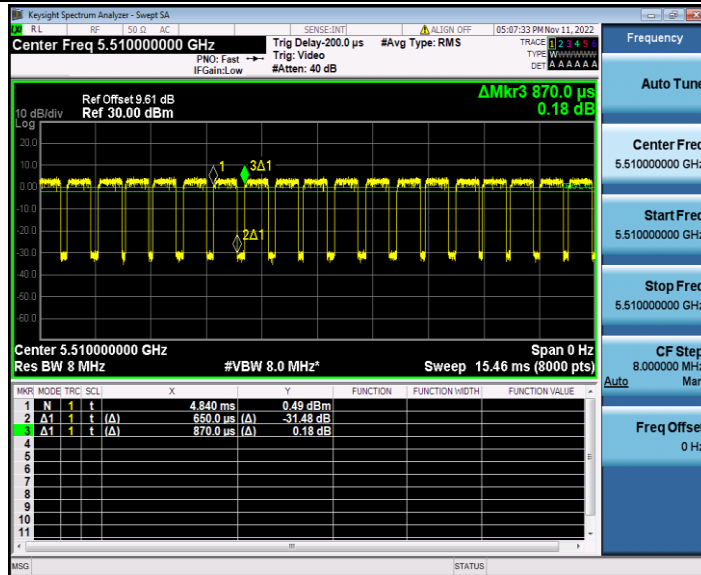 Keysight Spectrum Analyzer - Swept SA
RL RF 50 Ω AC SENSE:INT ALIGN OFF 05:07:33 PM Nov 11, 2022
Center Freq 5.510000000 GHz
PNO: Fast
IFGain:Low
Trig Delay-200.0 µs
Trig: Video
#Atten: 40 dB
#Avg Type: RMS
TRACE 1 2 3 4 5 6
TYPE WWWWWW
DET A A A A A A
Ref Offset 9.61 dB
Ref 30.00 dBm
10 dB/div
Log
ΔMkr3 870.0 µs
0.18 dB
20.0
10.0
0.00
-10.0
-20.0
-30.0
-40.0
-50.0
-60.0
1
3Δ1
2Δ1
Center 5.510000000 GHz
Span 0 Hz
Res BW 8 MHz
#VBW 8.0 MHz*
Sweep 15.46 ms (8000 pts)
MKR MODE TRC SCL X Y FUNCTION FUNCTION WIDTH FUNCTION VALUE
1 N 1 t 4.840 ms 0.49 dBm
2 Δ1 1 t (Δ) 650.0 µs (Δ) -31.48 dB
3 Δ1 1 t (Δ) 870.0 µs (Δ) 0.18 dB
4
5
6
7
8
9
10
11
MSG
STATUS
Frequency
Auto Tune
Center Freq
5.510000000 GHz
Start Freq
5.510000000 GHz
Stop Freq
5.510000000 GHz
CF Step
8.000000 MHz
Auto Man
Freq Offset
0 Hz